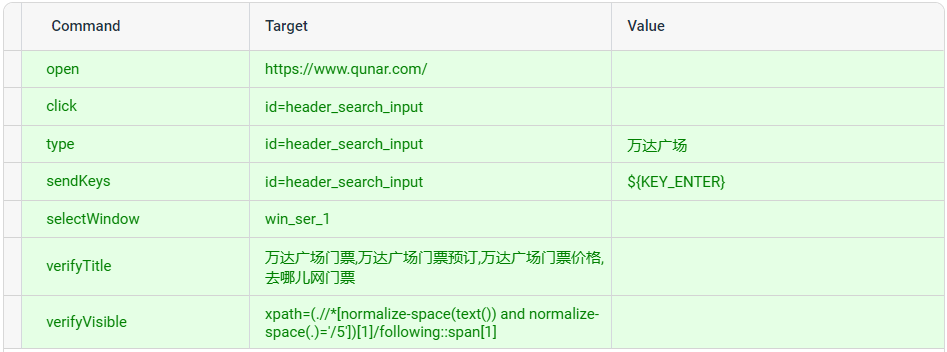 Command Target Value
open https://www.qunar.com/
click id=header_search_input
type id=header_search_input 万达广场
sendKeys id=header_search_input ${KEY_ENTER}
selectWindow win_ser_1
verifyTitle 万达广场门票,万达广场门票预订,万达广场门票价格,
去哪儿网门票
verifyVisible xpath=(.//*[normalize-space(text()) and normalize-
space(.)='/5'])[1]/following::span[1]